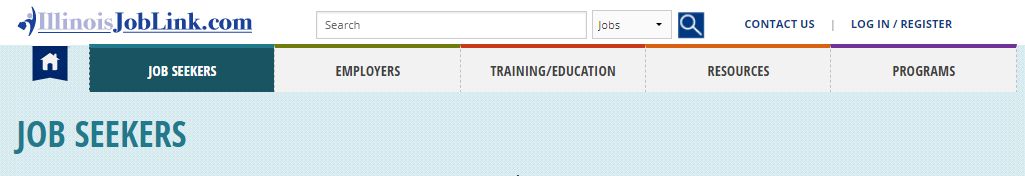 IllinoisJobLink.com
Search
Jobs
CONTACT US | LOG IN / REGISTER
JOB SEEKERS
EMPLOYERS
TRAINING/EDUCATION
RESOURCES
PROGRAMS
JOB SEEKERS